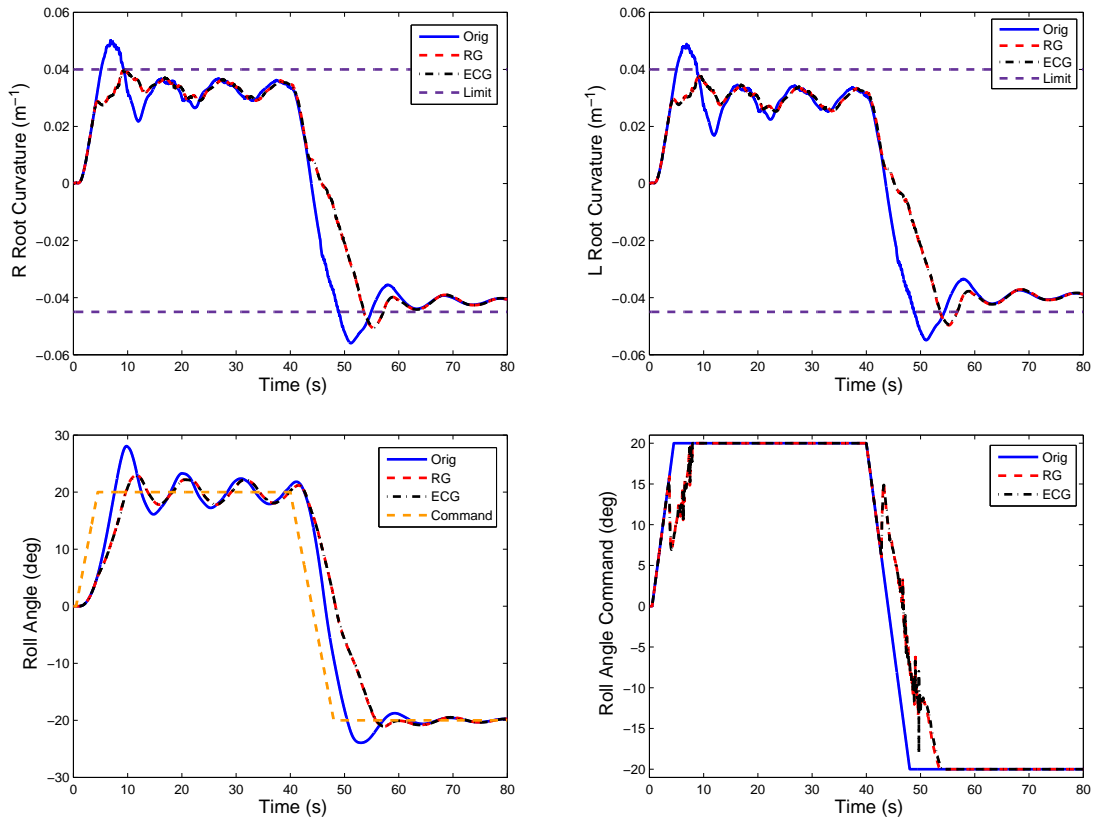 R Root Curvature (m⁻¹)
0.06
0.04
0.02
0
−0.02
−0.04
−0.06
Orig
RG
ECG
Limit
0 10 20 30 40 50 60 70 80
Time (s)
L Root Curvature (m⁻¹)
0.06
0.04
0.02
0
−0.02
−0.04
−0.06
Orig
RG
ECG
Limit
0 10 20 30 40 50 60 70 80
Time (s)
Roll Angle (deg)
30
20
10
0
−10
−20
−30
Orig
RG
ECG
Command
0 10 20 30 40 50 60 70 80
Time (s)
Roll Angle Command (deg)
20
15
10
5
0
−5
−10
−15
−20
Orig
RG
ECG
0 10 20 30 40 50 60 70 80
Time (s)